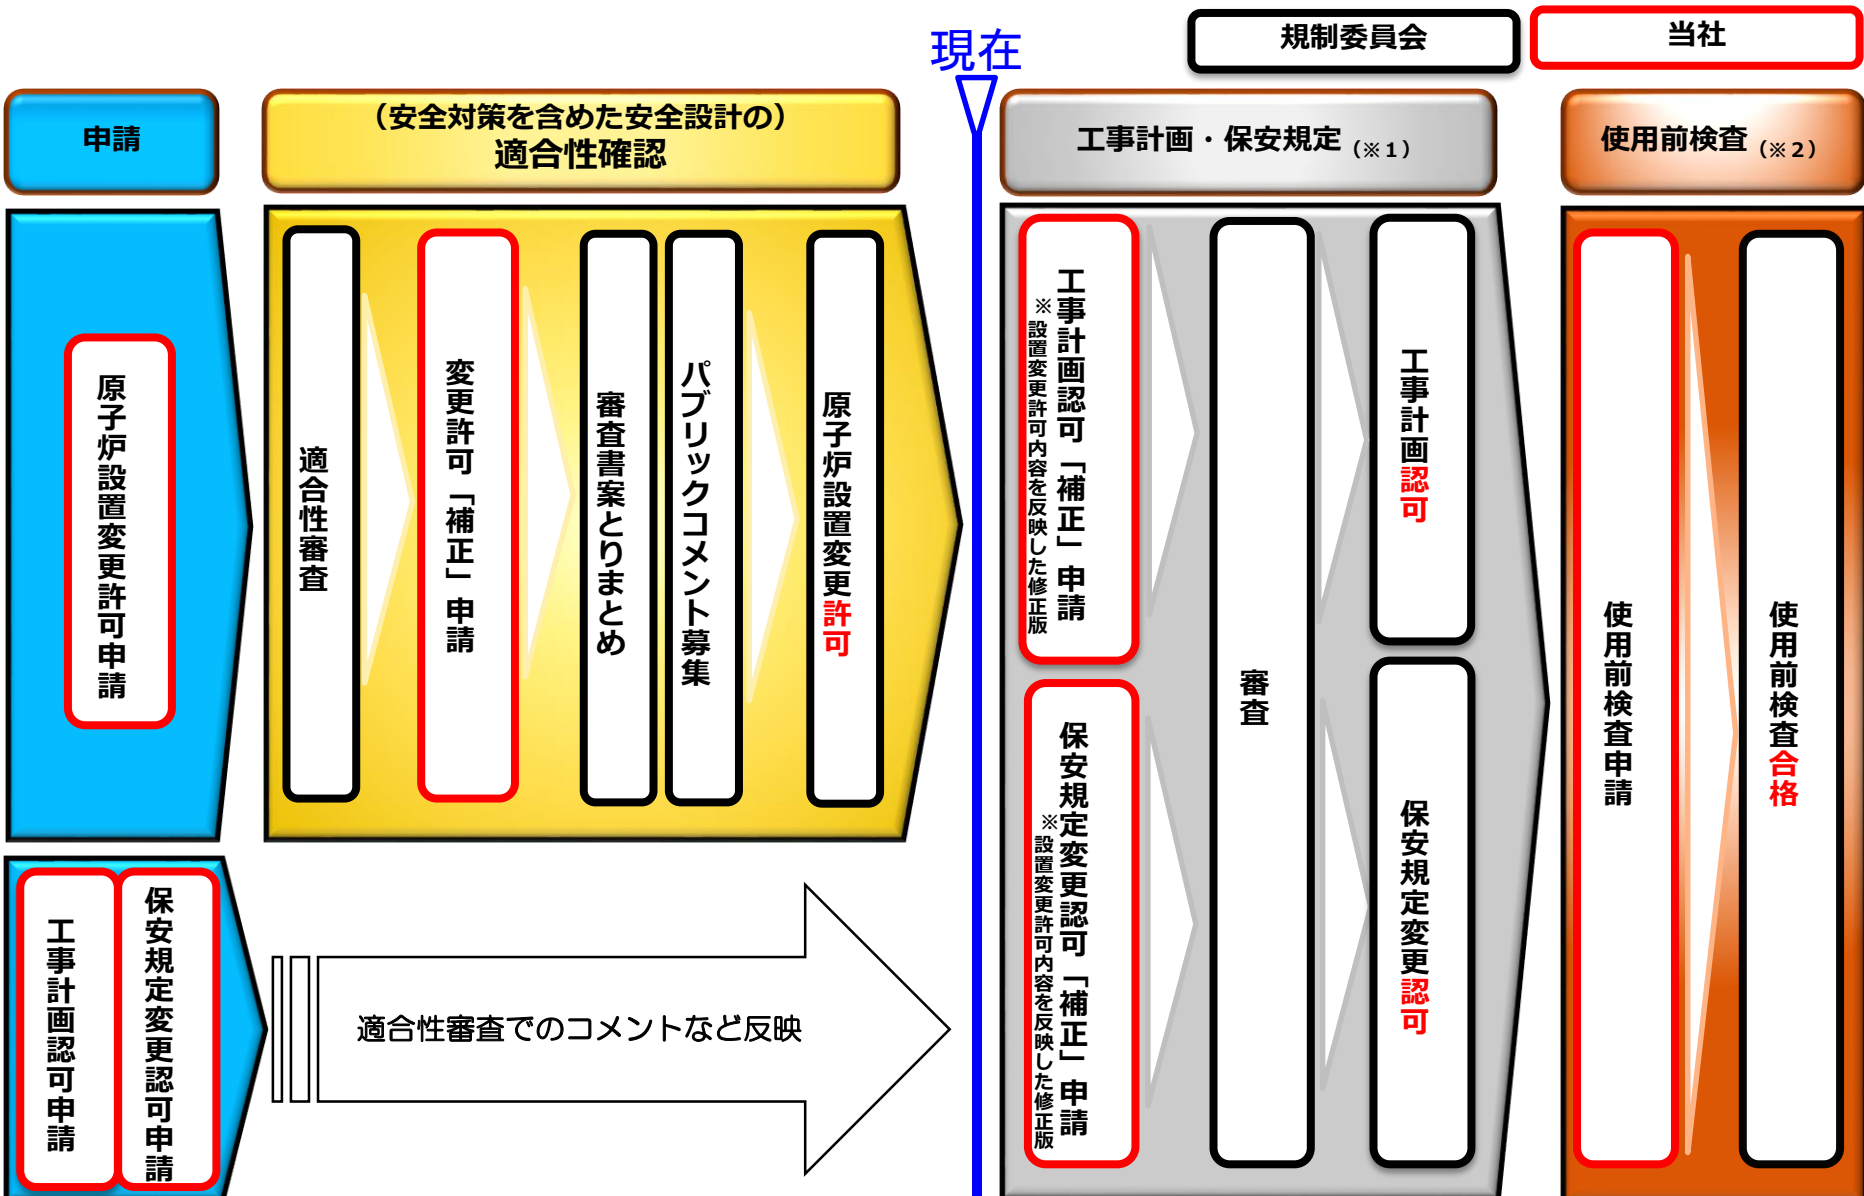 現在
規制委員会
当社
申請
（安全対策を含めた安全設計の）
適合性確認
工事計画・保安規定（※１）
使用前検査（※２）
原子炉設置変更許可申請
適合性審査
変更許可「補正」申請
審査書案とりまとめ
パブリックコメント募集
原子炉設置変更許可
工事計画認可「補正」申請
※設置変更許可内容を反映した修正版
保安規定変更認可「補正」申請
※設置変更許可内容を反映した修正版
審査
工事計画認可
保安規定変更認可
使用前検査申請
使用前検査合格
工事計画認可申請
保安規定変更認可申請
適合性審査でのコメントなど反映